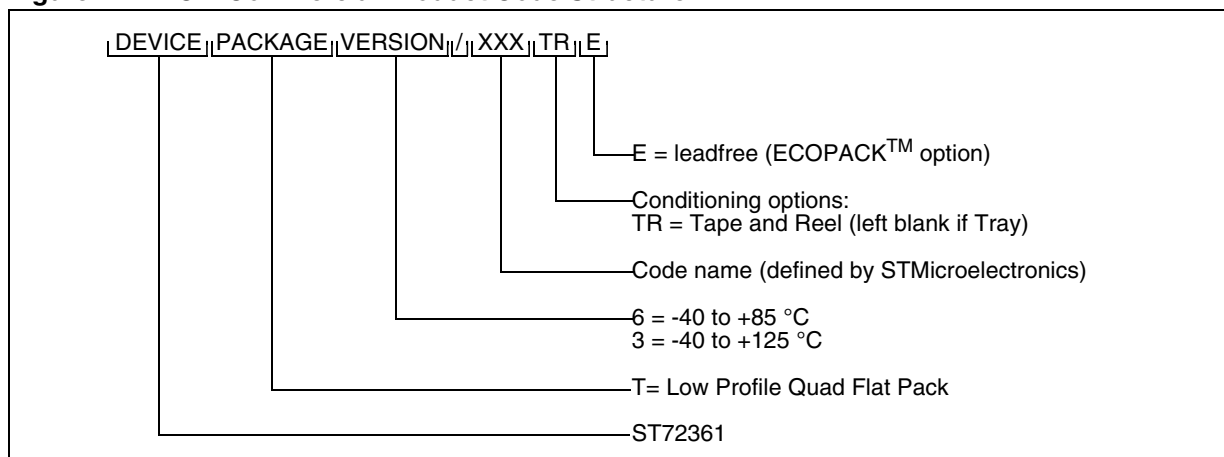 DEVICE PACKAGE VERSION / XXX TR E
E = leadfree (ECOPACK™ option)
Conditioning options:
TR = Tape and Reel (left blank if Tray)
Code name (defined by STMicroelectronics)
6 = -40 to +85 °C
3 = -40 to +125 °C
T= Low Profile Quad Flat Pack
ST72361